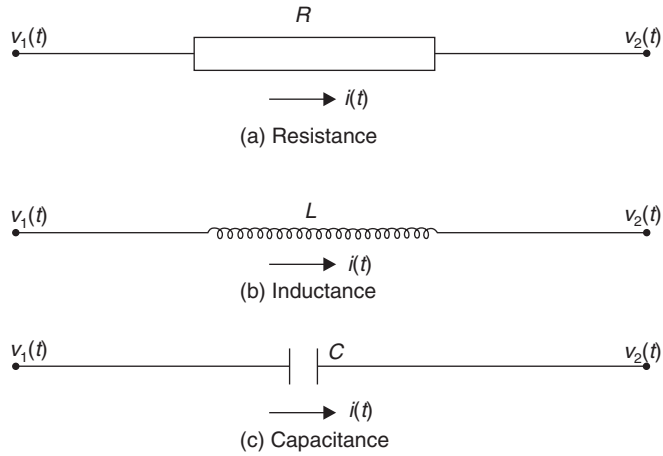 R
v₁(t) v₂(t)
i(t)
(a) Resistance
L
v₁(t) v₂(t)
i(t)
(b) Inductance
C
v₁(t) v₂(t)
i(t)
(c) Capacitance